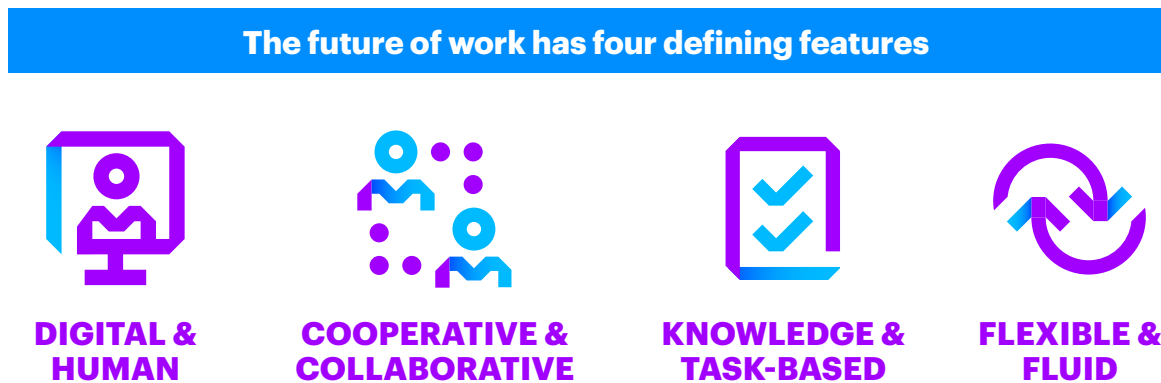 The future of work has four defining features
DIGITAL &
HUMAN
COOPERATIVE &
COLLABORATIVE
KNOWLEDGE &
TASK-BASED
FLEXIBLE &
FLUID